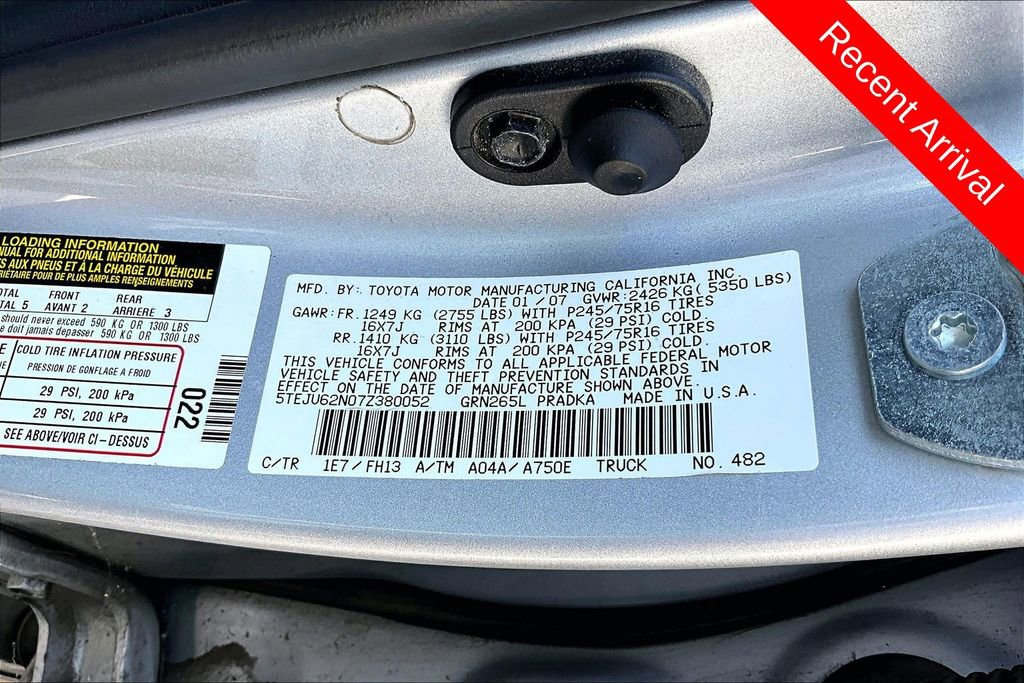 Recent Arrival
LOADING INFORMATION
FOR ADDITIONAL INFORMATION
AUX PNEUS ET À LA CHARGE DU VÉHICULE
POUR DE PLUS AMPLES RENSEIGNEMENTS
FRONT REAR
5 AVANT 2 ARRIERE 3
should never exceed 590 KG OR 1300 LBS
doit jamais dépasser 590 KG OR 1300 LBS
COLD TIRE INFLATION PRESSURE
PRESSION DE GONFLAGE A FROID
29 PSI, 200 kPa
29 PSI, 200 kPa
SEE ABOVE/VOIR CI-DESSUS
022
MFD. BY: TOYOTA MOTOR MANUFACTURING CALIFORNIA INC.
DATE 01/07 GVWR:2426 KG( 5350 LBS)
GAWR:FR.1249 KG (2755 LBS) WITH P245/75R16 TIRES
16X7J RIMS AT 200 KPA (29 PSI) COLD.
RR.1410 KG (3110 LBS) WITH P245/75R16 TIRES
16X7J RIMS AT 200 KPA (29 PSI) COLD.
THIS VEHICLE CONFORMS TO ALL APPLICABLE FEDERAL MOTOR
VEHICLE SAFETY AND THEFT PREVENTION STANDARDS IN
EFFECT ON THE DATE OF MANUFACTURE SHOWN ABOVE.
5TEJU62N07Z380052 GRN265L PRADKA MADE IN U.S.A.
C/TR 1E7/FH13 A/TM A04A/A750E TRUCK NO. 482